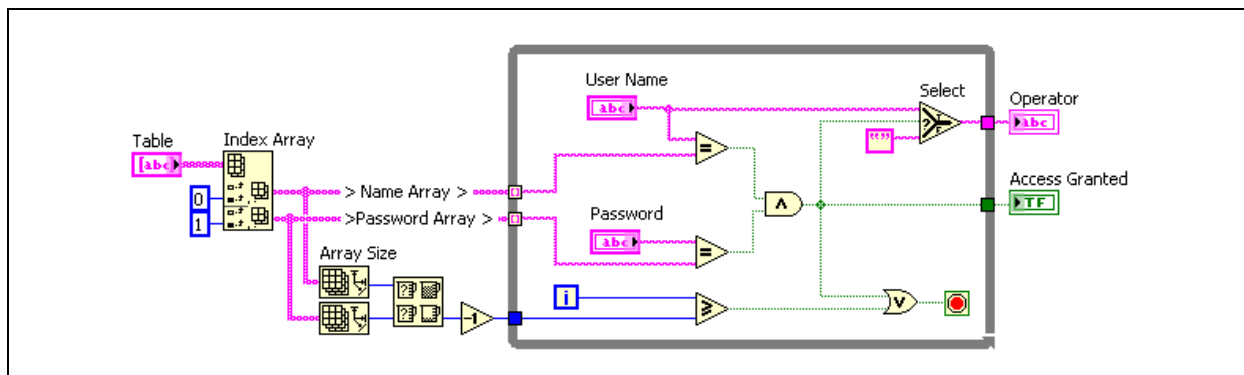 User Name
abc
Select
Operator
abc
?
F
""
Table
[abc]
Index Array
0
1
> Name Array >
>Password Array >
=
Password
abc
=
∧
Access Granted
TF
Array Size
-1
i
≥
∨